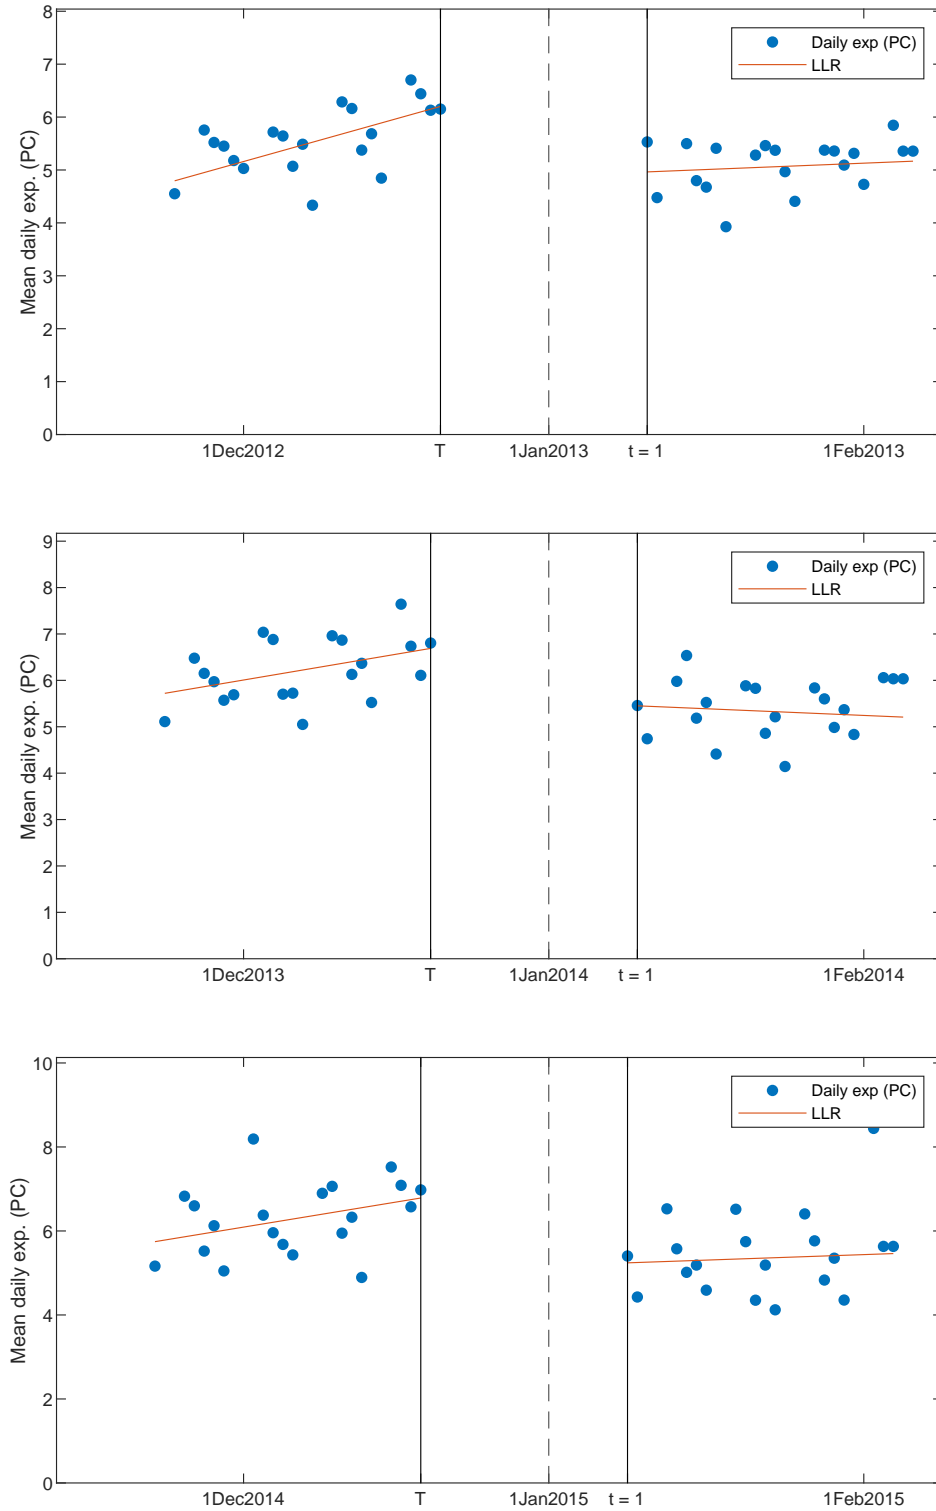 8
7
6
5
4
3
2
1
0
Mean daily exp. (PC)
Daily exp (PC)
LLR
1Dec2012 T 1Jan2013 t = 1 1Feb2013
9
8
7
6
5
4
3
2
1
0
Mean daily exp. (PC)
Daily exp (PC)
LLR
1Dec2013 T 1Jan2014 t = 1 1Feb2014
10
8
6
4
2
0
Mean daily exp. (PC)
Daily exp (PC)
LLR
1Dec2014 T 1Jan2015 t = 1 1Feb2015